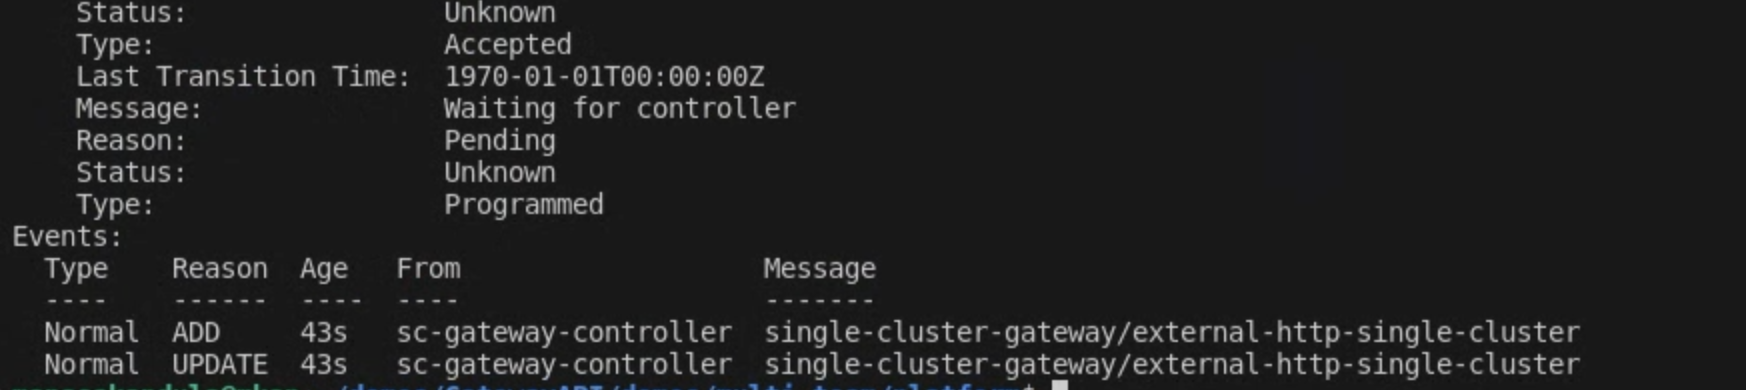 Status: Unknown
Type: Accepted
Last Transition Time: 1970-01-01T00:00:00Z
Message: Waiting for controller
Reason: Pending
Status: Unknown
Type: Programmed
Events:
Type Reason Age From Message
---- ------ ---- ---- -------
Normal ADD 43s sc-gateway-controller single-cluster-gateway/external-http-single-cluster
Normal UPDATE 43s sc-gateway-controller single-cluster-gateway/external-http-single-cluster